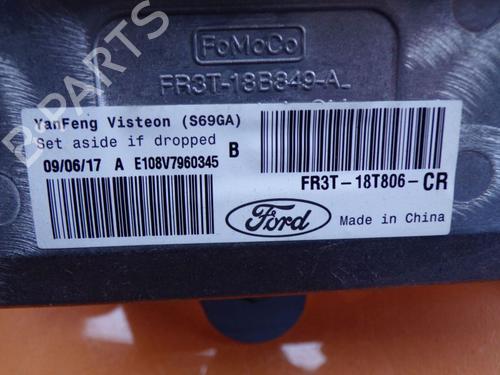 FoMoCo
FR3T-18B849-A
YanFeng Visteon (S69GA)
Set aside if dropped
09/06/17 A E108V7960345 B
FR3T-18T806-CR
Ford
Made in China
B PARTS